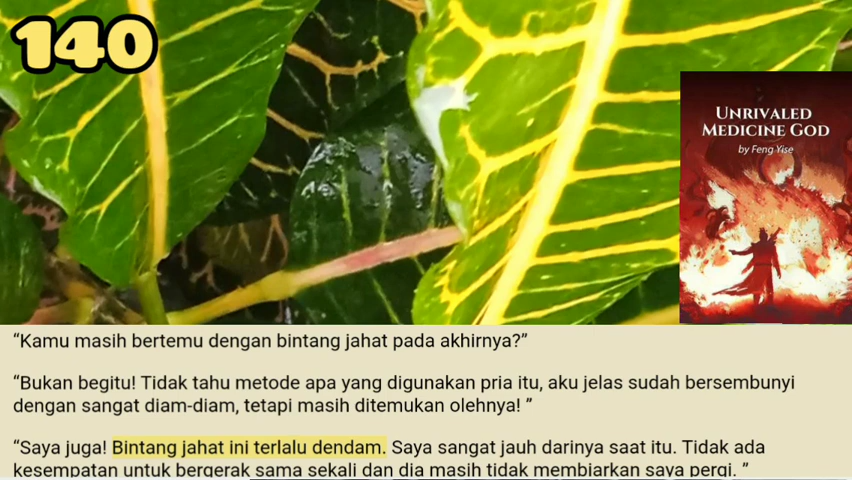 140
UNRIVALED
MEDICINE GOD
by Feng Yise
“Kamu masih bertemu dengan bintang jahat pada akhirnya?”
“Bukan begitu! Tidak tahu metode apa yang digunakan pria itu, aku jelas sudah bersembunyi
dengan sangat diam-diam, tetapi masih ditemukan olehnya! ”
“Saya juga! Bintang jahat ini terlalu dendam. Saya sangat jauh darinya saat itu. Tidak ada
kesempatan untuk bergerak sama sekali dan dia masih tidak membiarkan saya pergi. ”